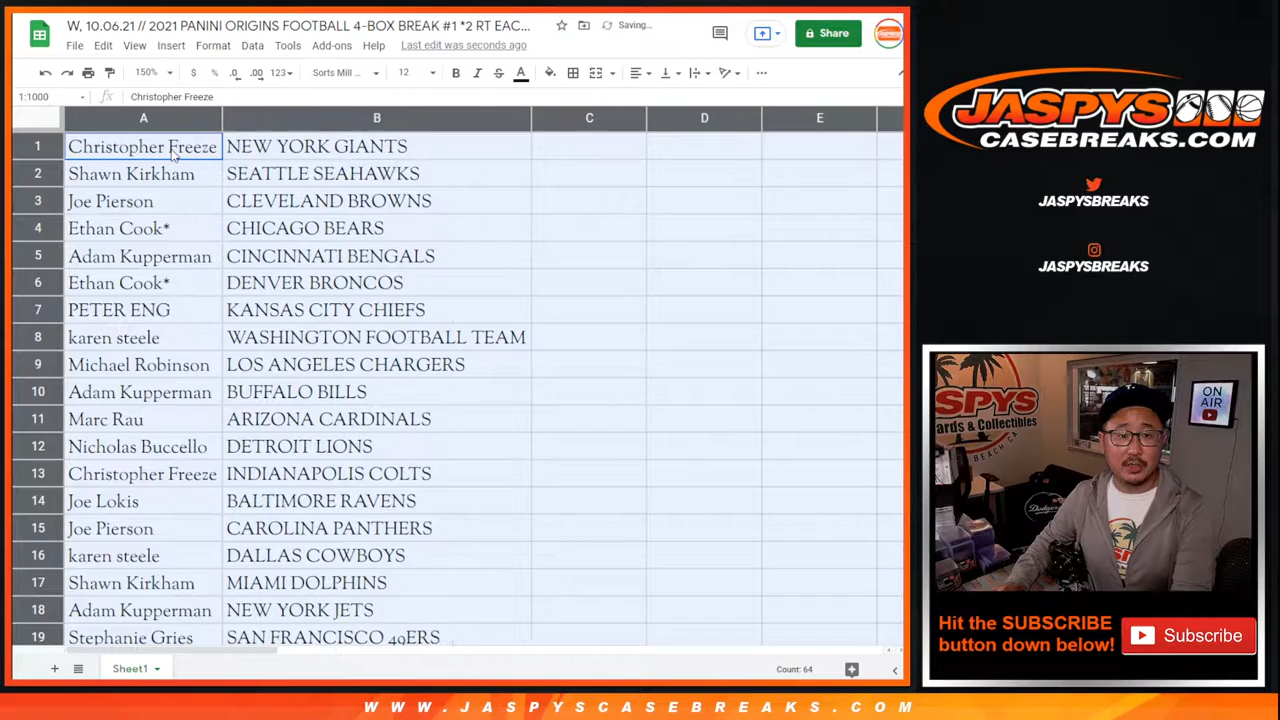 W, 10.06.21 // 2021 PANINI ORIGINS FOOTBALL 4-BOX BREAK #1 *2 RT EAC...
Saving...
Share
File Edit View Insert Format Data Tools Add-ons Help Last edit was seconds ago
150% $ % .0 .00 123 Sorts Mill ... 12 B I S A
1:1000 fx Christopher Freeze
A B C D E
1 Christopher Freeze NEW YORK GIANTS
2 Shawn Kirkham SEATTLE SEAHAWKS
3 Joe Pierson CLEVELAND BROWNS
4 Ethan Cook* CHICAGO BEARS
5 Adam Kupperman CINCINNATI BENGALS
6 Ethan Cook* DENVER BRONCOS
7 PETER ENG KANSAS CITY CHIEFS
8 karen steele WASHINGTON FOOTBALL TEAM
9 Michael Robinson LOS ANGELES CHARGERS
10 Adam Kupperman BUFFALO BILLS
11 Marc Rau ARIZONA CARDINALS
12 Nicholas Buccello DETROIT LIONS
13 Christopher Freeze NDIANAPOLIS COLTS
14 Joe Lokis BALTIMORE RAVENS
15 Joe Pierson CAROLINA PANTHERS
16 karen steele DALLAS COWBOYS
17 Shawn Kirkham MIAMI DOLPHINS
18 Adam Kupperman NEW YORK JETS
19 Stephanie Gries SAN FRANCISCO 49ERS
Sheet1
Count: 64
JASPYS
CASEBREAKS.COM
JASPYSBREAKS
JASPYSBREAKS
ON
AIR
Dodgers
Hit the SUBSCRIBE
button down below!
Subscribe
WWW.JASPYSCASEBREAKS.COM